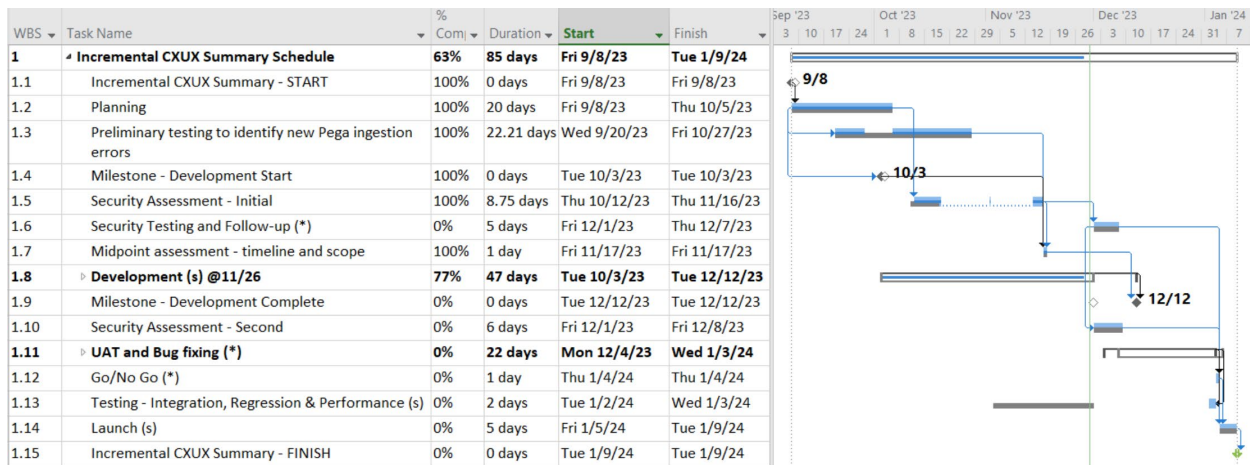 %
WBS Task Name Com Duration Start Finish
Sep '23 Oct '23 Nov '23 Dec '23 Jan '24
3 10 17 24 1 8 15 22 29 5 12 19 26 3 10 17 24 31 7
1 Incremental CXUX Summary Schedule 63% 85 days Fri 9/8/23 Tue 1/9/24
1.1 Incremental CXUX Summary - START 100% 0 days Fri 9/8/23 Fri 9/8/23 9/8
1.2 Planning 100% 20 days Fri 9/8/23 Thu 10/5/23
1.3 Preliminary testing to identify new Pega ingestion 100% 22.21 days Wed 9/20/23 Fri 10/27/23
errors
1.4 Milestone - Development Start 100% 0 days Tue 10/3/23 Tue 10/3/23 10/3
1.5 Security Assessment - Initial 100% 8.75 days Thu 10/12/23 Thu 11/16/23
1.6 Security Testing and Follow-up (*) 0% 5 days Fri 12/1/23 Thu 12/7/23
1.7 Midpoint assessment - timeline and scope 100% 1 day Fri 11/17/23 Fri 11/17/23
1.8 Development (s) @11/26 77% 47 days Tue 10/3/23 Tue 12/12/23
1.9 Milestone - Development Complete 0% 0 days Tue 12/12/23 Tue 12/12/23 12/12
1.10 Security Assessment - Second 0% 6 days Fri 12/1/23 Fri 12/8/23
1.11 UAT and Bug fixing (*) 0% 22 days Mon 12/4/23 Wed 1/3/24
1.12 Go/No Go (*) 0% 1 day Thu 1/4/24 Thu 1/4/24
1.13 Testing - Integration, Regression & Performance (s) 0% 2 days Tue 1/2/24 Wed 1/3/24
1.14 Launch (s) 0% 5 days Fri 1/5/24 Tue 1/9/24
1.15 Incremental CXUX Summary - FINISH 0% 0 days Tue 1/9/24 Tue 1/9/24